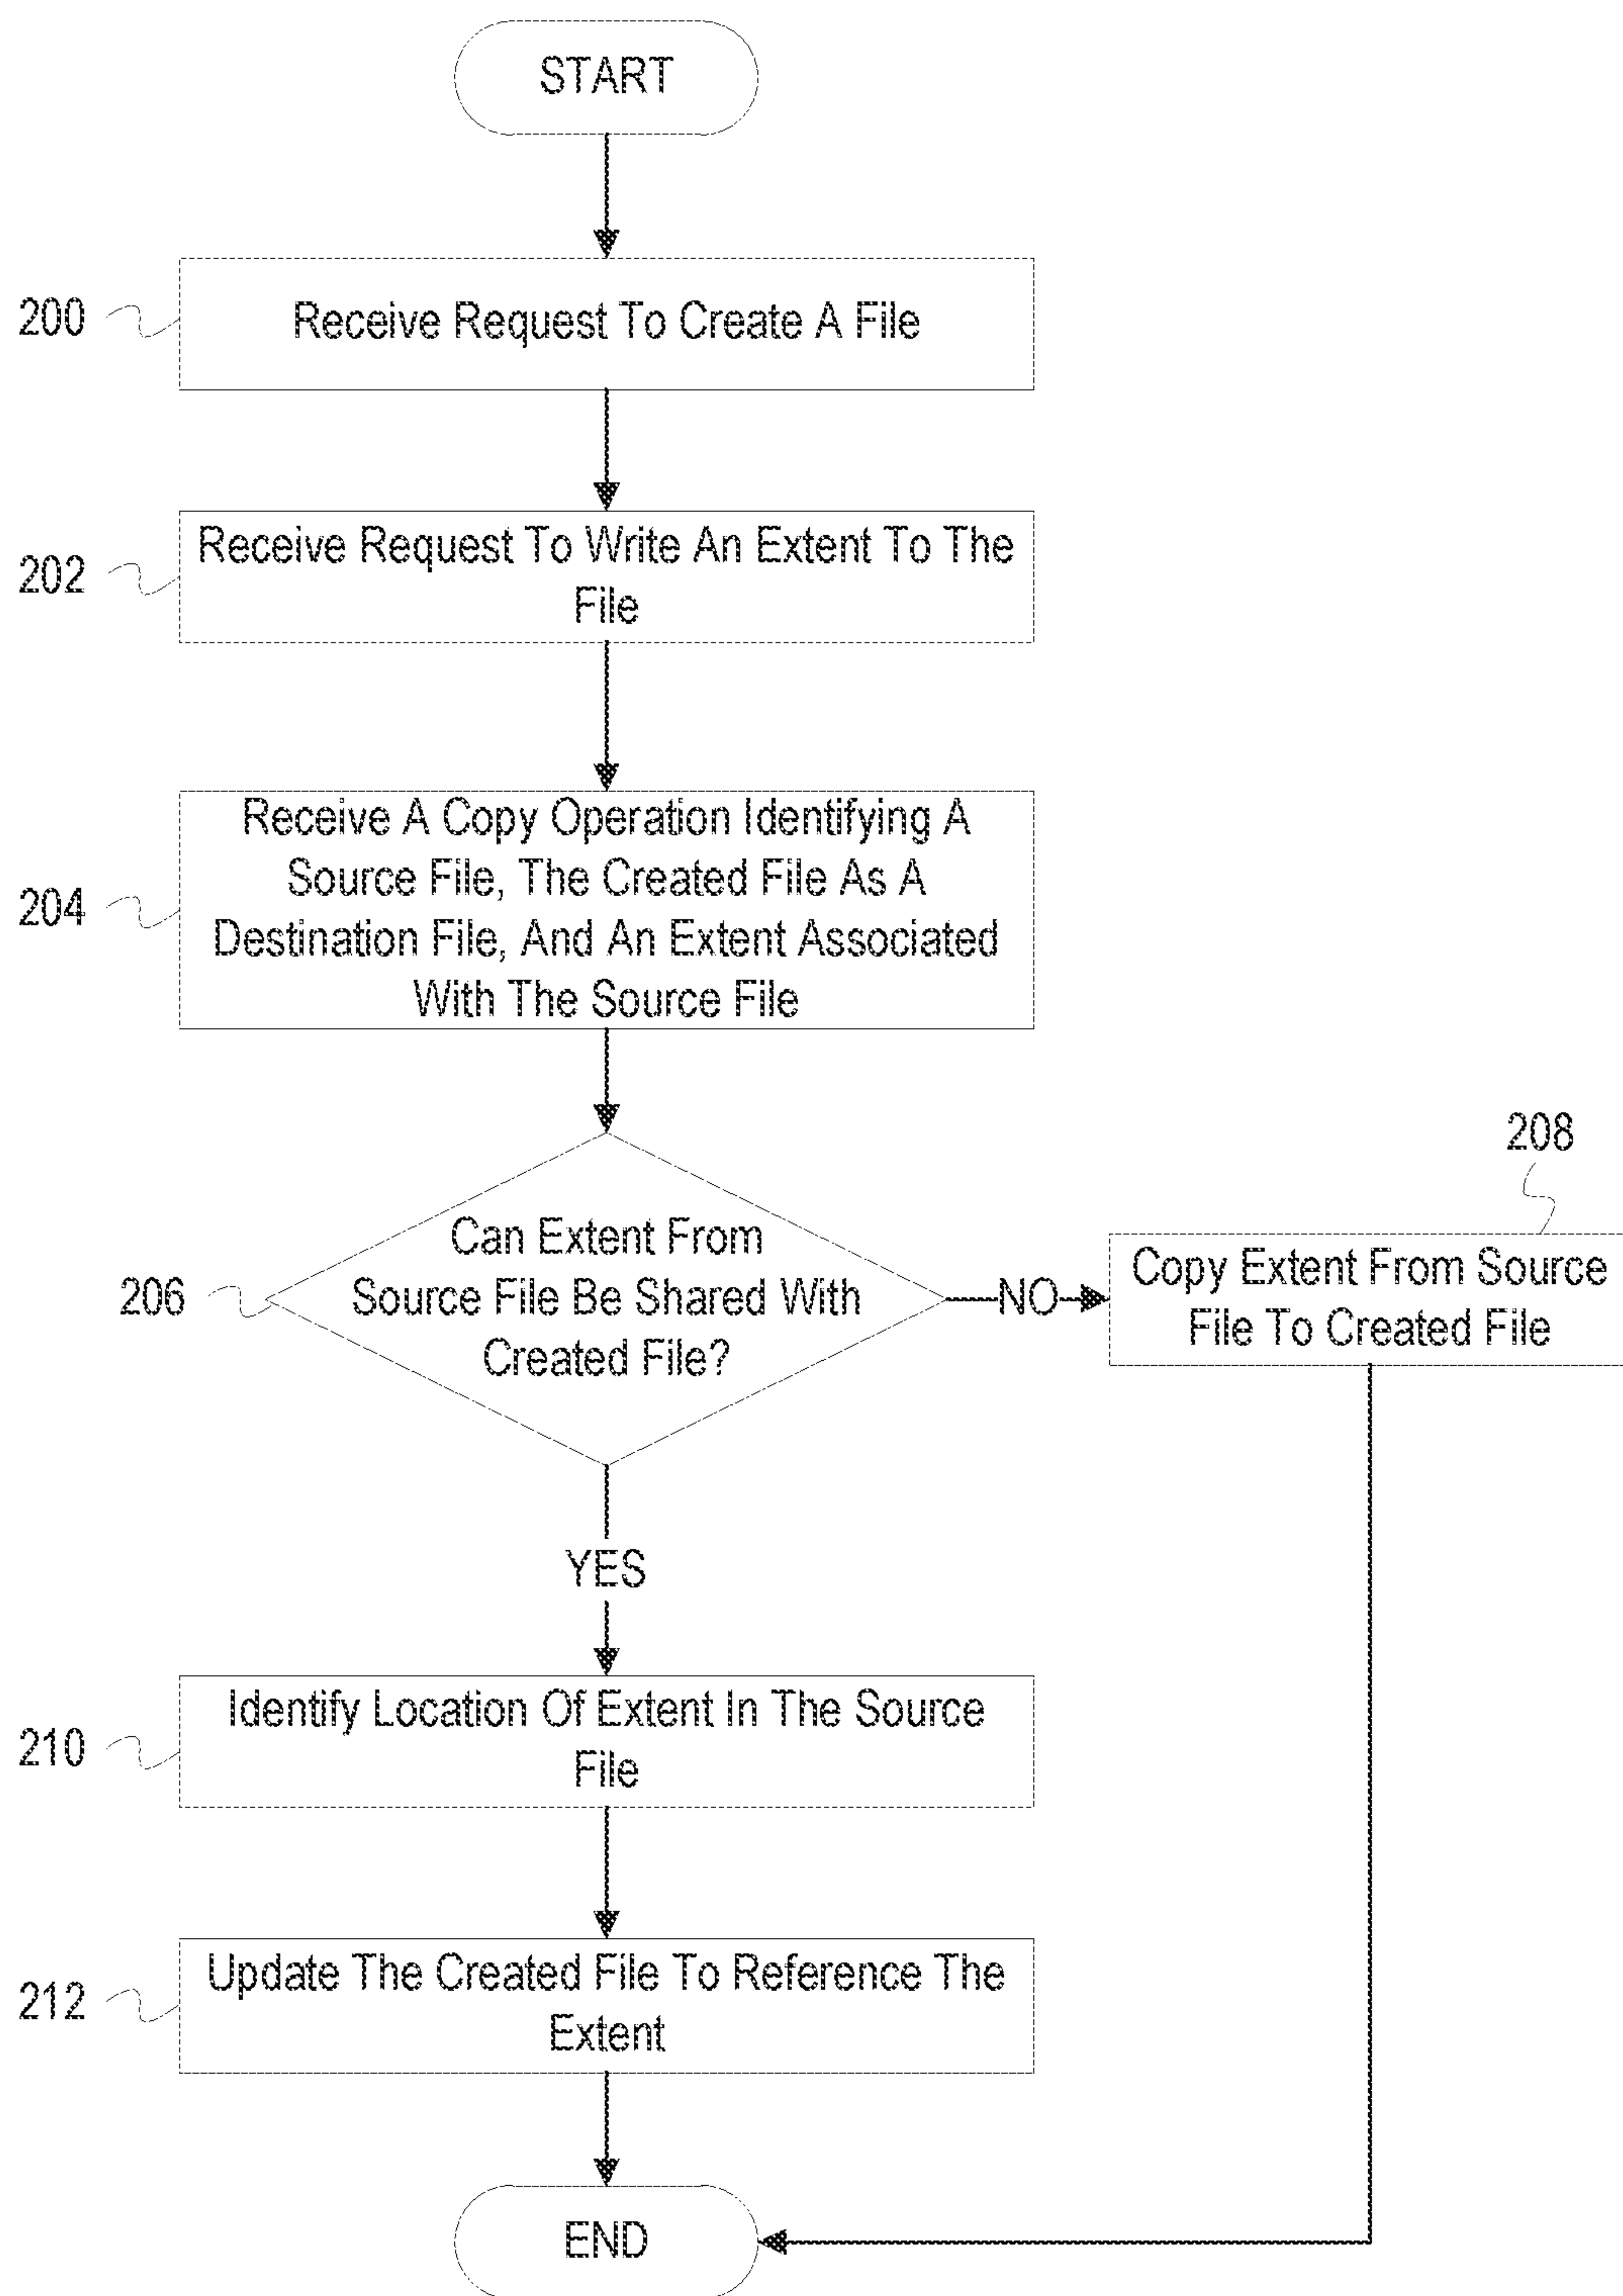 START
200
Receive Request To Create A File
202
Receive Request To Write An Extent To The
File
204
Receive A Copy Operation Identifying A
Source File, The Created File As A
Destination File, And An Extent Associated
With The Source File
206
Can Extent From
Source File Be Shared With
Created File?
NO
208
Copy Extent From Source
File To Created File
YES
210
Identify Location Of Extent In The Source
File
212
Update The Created File To Reference The
Extent
END